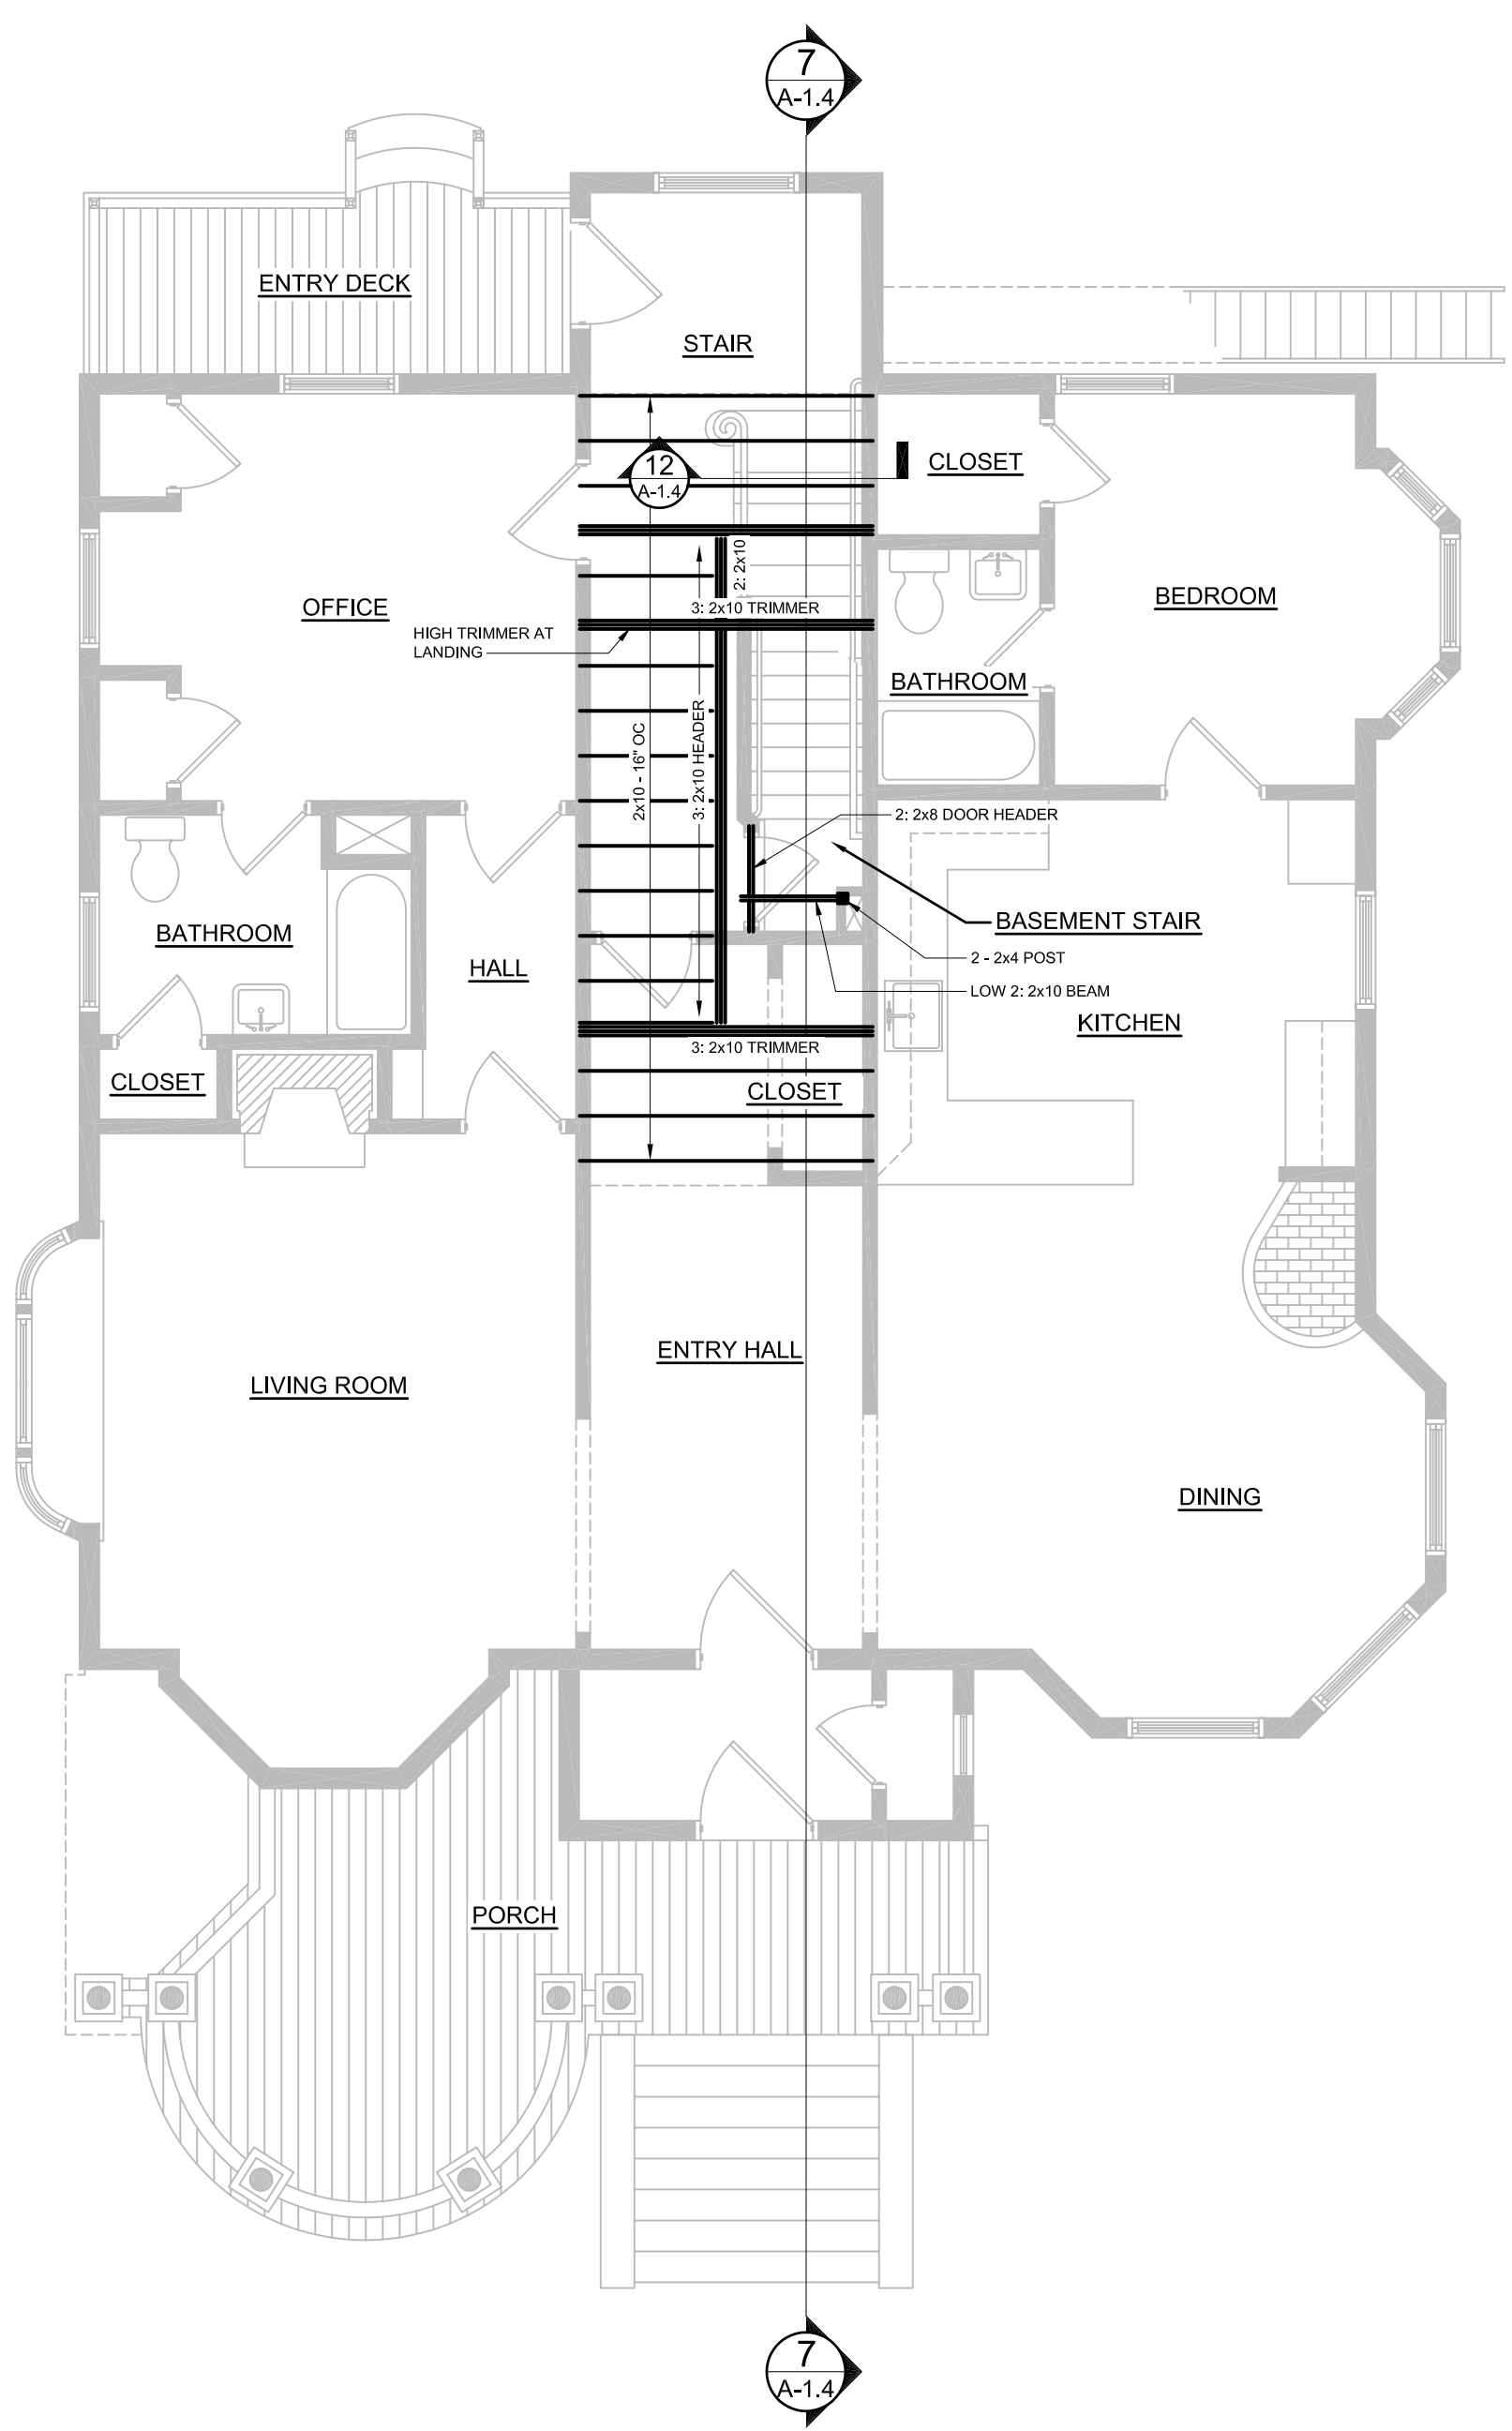 7
A-1.4
ENTRY DECK
STAIR
12
A-1.4
CLOSET
2: 2x10
OFFICE
3: 2x10 TRIMMER
BEDROOM
HIGH TRIMMER AT
LANDING
BATHROOM
2x10 - 16" OC
3: 2x10 HEADER
2: 2x8 DOOR HEADER
BATHROOM
BASEMENT STAIR
HALL
2 - 2x4 POST
LOW 2: 2x10 BEAM
KITCHEN
3: 2x10 TRIMMER
CLOSET
CLOSET
ENTRY HALL
LIVING ROOM
DINING
PORCH
7
A-1.4